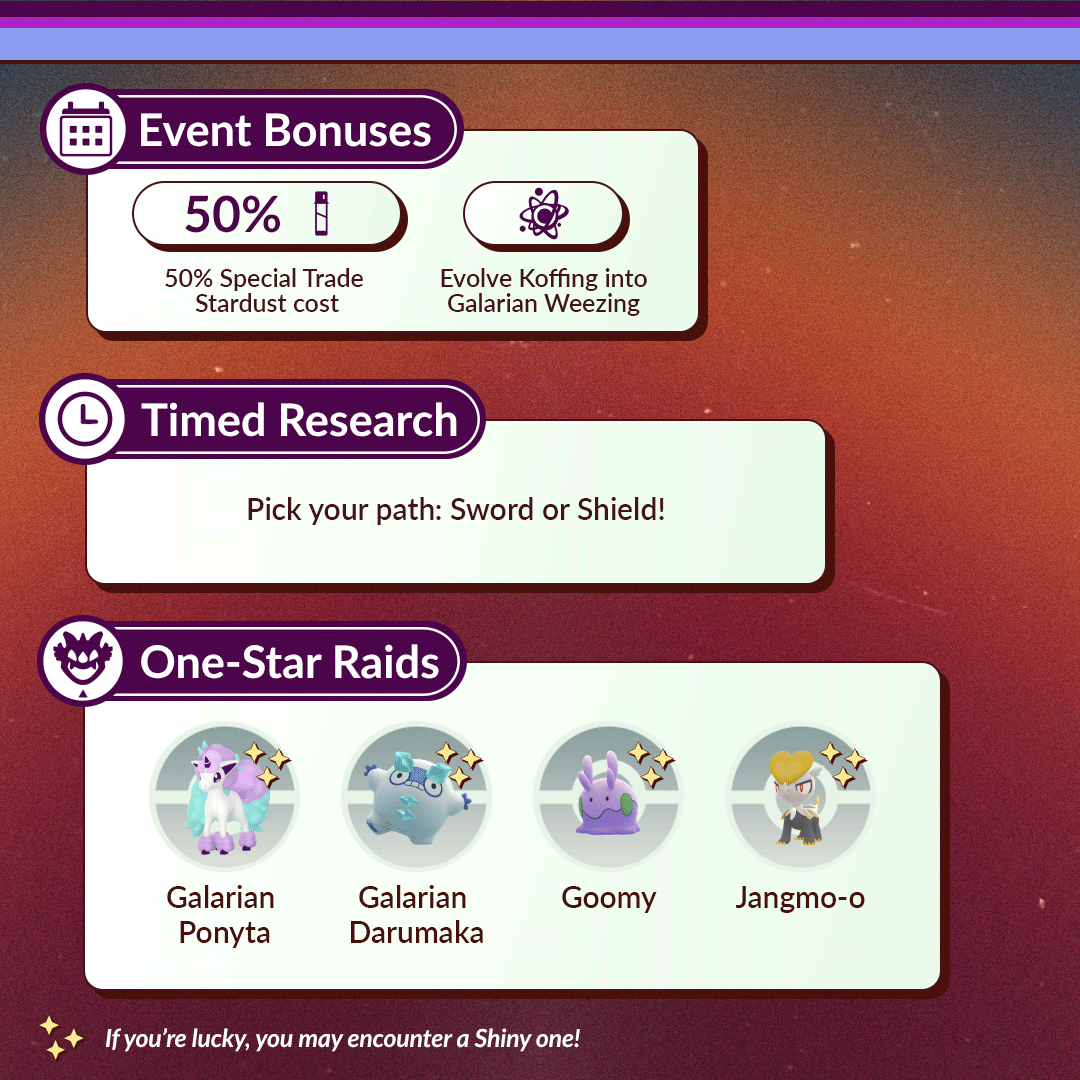 Event Bonuses
50%
50% Special Trade
Stardust cost
Evolve Koffing into
Galarian Weezing
Timed Research
Pick your path: Sword or Shield!
One-Star Raids
Galarian
Ponyta
Galarian
Darumaka
Goomy
Jangmo-o
If you're lucky, you may encounter a Shiny one!